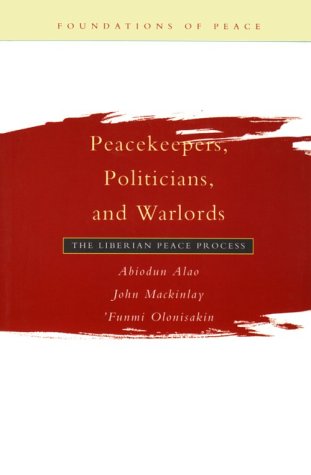 FOUNDATIONS OF PEACE
Peacekeepers,
Politicians,
and Warlords
THE LIBERIAN PEACE PROCESS
Abiodun Alao
John Mackinlay
'Funmi Olonisakin